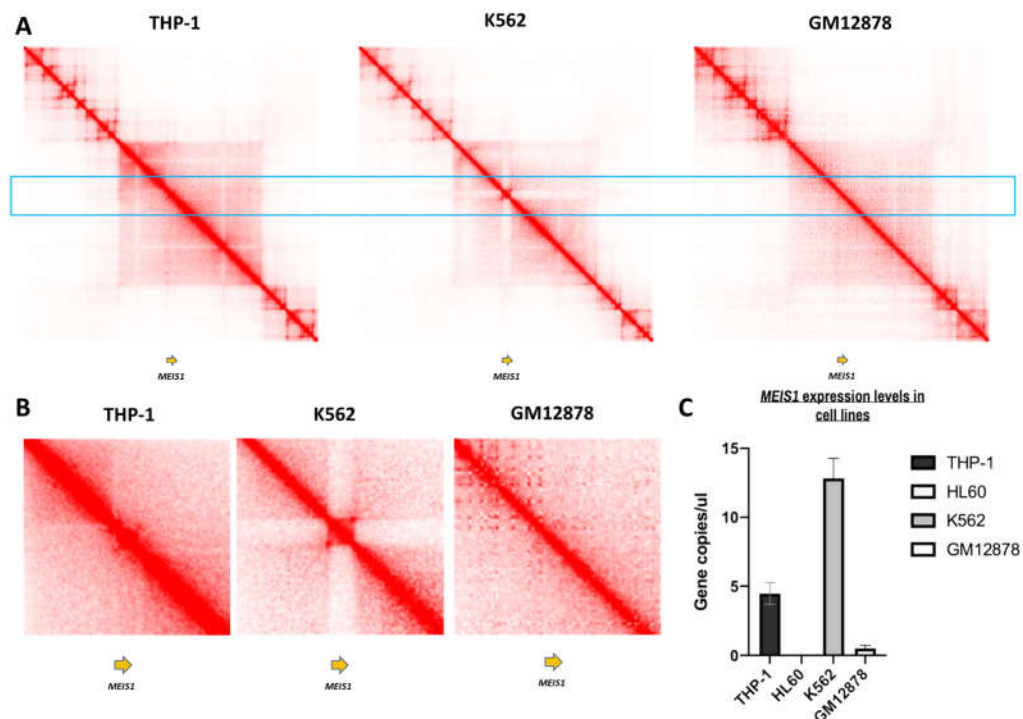 A
THP-1
K562
GM12878
MEIS1
MEIS1
MEIS1
B
THP-1
K562
GM12878
MEIS1
MEIS1
MEIS1
C
MEIS1 expression levels in
cell lines
Gene copies/ul
15
10
5
0
THP-1
HL60
K562
GM12878
THP-1
HL60
K562
GM12878